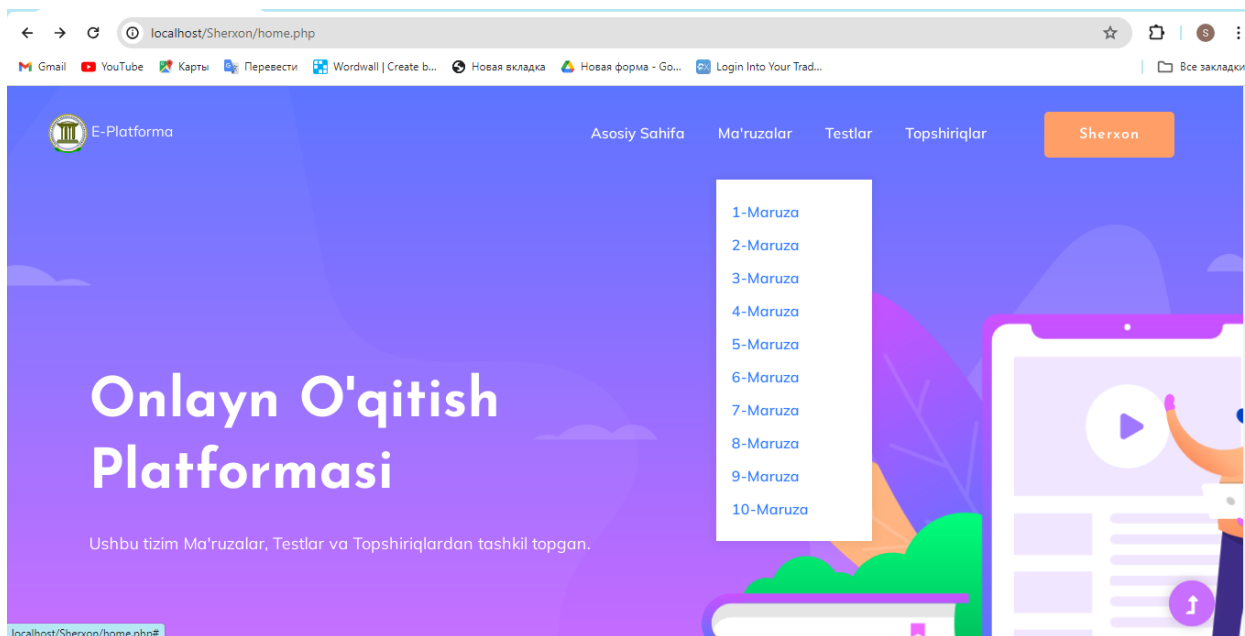 localhost/Sherxon/home.php
S
Gmail YouTube Карты Перевести Wordwall | Create b... Новая вкладка Новая форма - Go... Login Into Your Trad... Все закладки
E-Platforma Asosiy Sahifa Ma'ruzalar Testlar Topshiriqlar Sherxon
1-Maruza
2-Maruza
3-Maruza
4-Maruza
5-Maruza
6-Maruza
7-Maruza
8-Maruza
9-Maruza
10-Maruza
Onlayn O'qitish
Platformasi
Ushbu tizim Ma'ruzalar, Testlar va Topshiriqlardan tashkil topgan.
localhost/Sherxon/home.php#